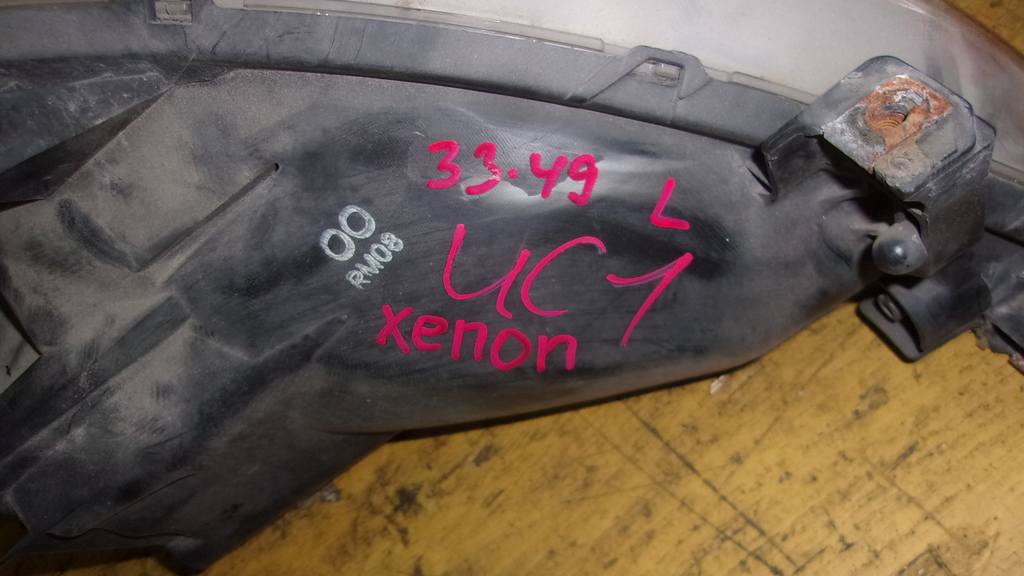 33.49
L
UC1
00
RM08
xenon